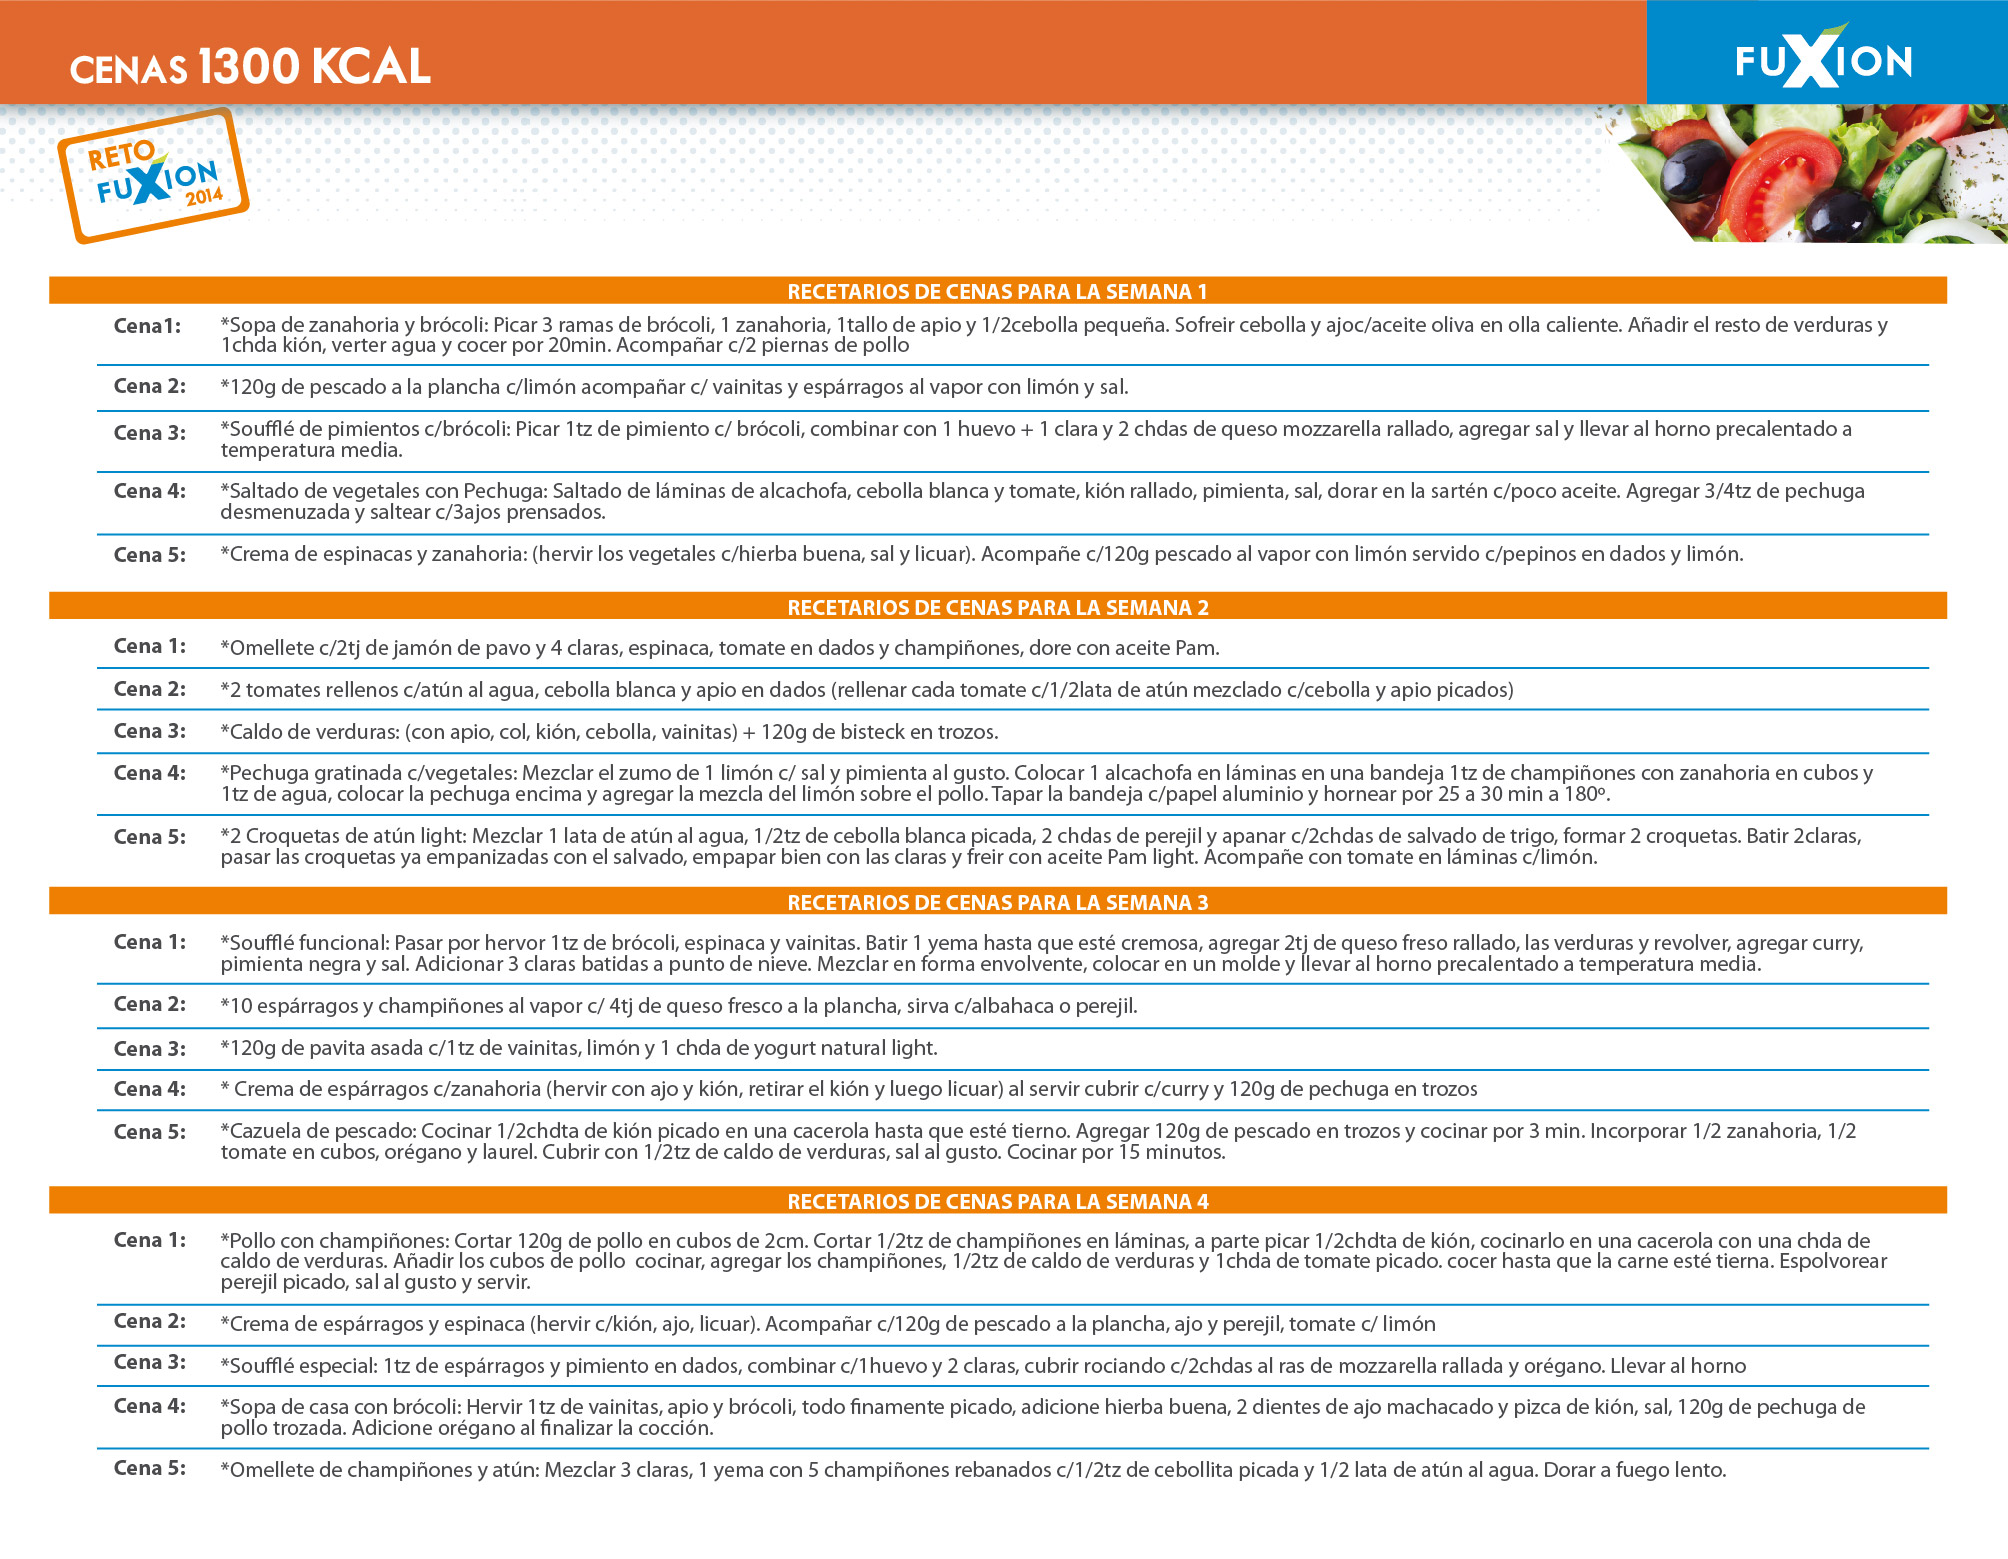 CENAS 1300 KCAL
FUXION
RETO
FUXION
2014
RECETARIOS DE CENAS PARA LA SEMANA 1
Cena1: *Sopa de zanahoria y brócoli: Picar 3 ramas de brócoli, 1 zanahoria, 1tallo de apio y 1/2cebolla pequeña. Sofreir cebolla y ajoc/aceite oliva en olla caliente. Añadir el resto de verduras y
1chda kión, verter agua y cocer por 20min. Acompañar c/2 piernas de pollo
Cena 2: *120g de pescado a la plancha c/limón acompañar c/ vainitas y espárragos al vapor con limón y sal.
Cena 3: *Soufflé de pimientos c/brócoli: Picar 1tz de pimiento c/ brócoli, combinar con 1 huevo + 1 clara y 2 chdas de queso mozzarella rallado, agregar sal y llevar al horno precalentado a
temperatura media.
Cena 4: *Saltado de vegetales con Pechuga: Saltado de láminas de alcachofa, cebolla blanca y tomate, kión rallado, pimienta, sal, dorar en la sartén c/poco aceite. Agregar 3/4tz de pechuga
desmenuzada y saltear c/3ajos prensados.
Cena 5: *Crema de espinacas y zanahoria: (hervir los vegetales c/hierba buena, sal y licuar). Acompañe c/120g pescado al vapor con limón servido c/pepinos en dados y limón.
RECETARIOS DE CENAS PARA LA SEMANA 2
Cena 1: *Omellete c/2tj de jamón de pavo y 4 claras, espinaca, tomate en dados y champiñones, dore con aceite Pam.
Cena 2: *2 tomates rellenos c/atún al agua, cebolla blanca y apio en dados (rellenar cada tomate c/1/2lata de atún mezclado c/cebolla y apio picados)
Cena 3: *Caldo de verduras: (con apio, col, kión, cebolla, vainitas) + 120g de bisteck en trozos.
Cena 4: *Pechuga gratinada c/vegetales: Mezclar el zumo de 1 limón c/ sal y pimienta al gusto. Colocar 1 alcachofa en láminas en una bandeja 1tz de champiñones con zanahoria en cubos y
1tz de agua, colocar la pechuga encima y agregar la mezcla del limón sobre el pollo. Tapar la bandeja c/papel aluminio y hornear por 25 a 30 min a 180º.
Cena 5: *2 Croquetas de atún light: Mezclar 1 lata de atún al agua, 1/2tz de cebolla blanca picada, 2 chdas de perejil y apanar c/2chdas de salvado de trigo, formar 2 croquetas. Batir 2claras,
pasar las croquetas ya empanizadas con el salvado, empapar bien con las claras y freir con aceite Pam light. Acompañe con tomate en láminas c/limón.
RECETARIOS DE CENAS PARA LA SEMANA 3
Cena 1: *Soufflé funcional: Pasar por hervor 1tz de brócoli, espinaca y vainitas. Batir 1 yema hasta que esté cremosa, agregar 2tj de queso freso rallado, las verduras y revolver, agregar curry,
pimienta negra y sal. Adicionar 3 claras batidas a punto de nieve. Mezclar en forma envolvente, colocar en un molde y llevar al horno precalentado a temperatura media.
Cena 2: *10 espárragos y champiñones al vapor c/ 4tj de queso fresco a la plancha, sirva c/albahaca o perejil.
Cena 3: *120g de pavita asada c/1tz de vainitas, limón y 1 chda de yogurt natural light.
Cena 4: * Crema de espárragos c/zanahoria (hervir con ajo y kión, retirar el kión y luego licuar) al servir cubrir c/curry y 120g de pechuga en trozos
Cena 5: *Cazuela de pescado: Cocinar 1/2chdta de kión picado en una cacerola hasta que esté tierno. Agregar 120g de pescado en trozos y cocinar por 3 min. Incorporar 1/2 zanahoria, 1/2
tomate en cubos, orégano y laurel. Cubrir con 1/2tz de caldo de verduras, sal al gusto. Cocinar por 15 minutos.
RECETARIOS DE CENAS PARA LA SEMANA 4
Cena 1: *Pollo con champiñones: Cortar 120g de pollo en cubos de 2cm. Cortar 1/2tz de champiñones en láminas, a parte picar 1/2chdta de kión, cocinarlo en una cacerola con una chda de
caldo de verduras. Añadir los cubos de pollo cocinar, agregar los champiñones, 1/2tz de caldo de verduras y 1chda de tomate picado. cocer hasta que la carne esté tierna. Espolvorear
perejil picado, sal al gusto y servir.
Cena 2: *Crema de espárragos y espinaca (hervir c/kión, ajo, licuar). Acompañar c/120g de pescado a la plancha, ajo y perejil, tomate c/ limón
Cena 3: *Soufflé especial: 1tz de espárragos y pimiento en dados, combinar c/1huevo y 2 claras, cubrir rociando c/2chdas al ras de mozzarella rallada y orégano. Llevar al horno
Cena 4: *Sopa de casa con brócoli: Hervir 1tz de vainitas, apio y brócoli, todo finamente picado, adicione hierba buena, 2 dientes de ajo machacado y pizca de kión, sal, 120g de pechuga de
pollo trozada. Adicione orégano al finalizar la cocción.
Cena 5: *Omellete de champiñones y atún: Mezclar 3 claras, 1 yema con 5 champiñones rebanados c/1/2tz de cebollita picada y 1/2 lata de atún al agua. Dorar a fuego lento.